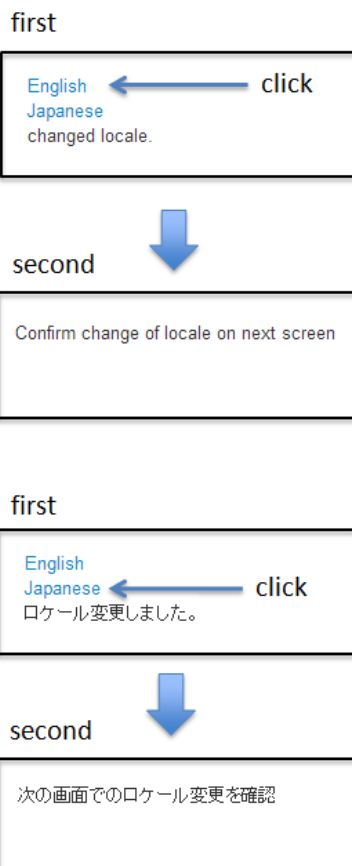 first
English
click
Japanese
changed locale.
second
Confirm change of locale on next screen
first
English
Japanese
click
ロケール変更しました。
second
次の画面でのロケール変更を確認